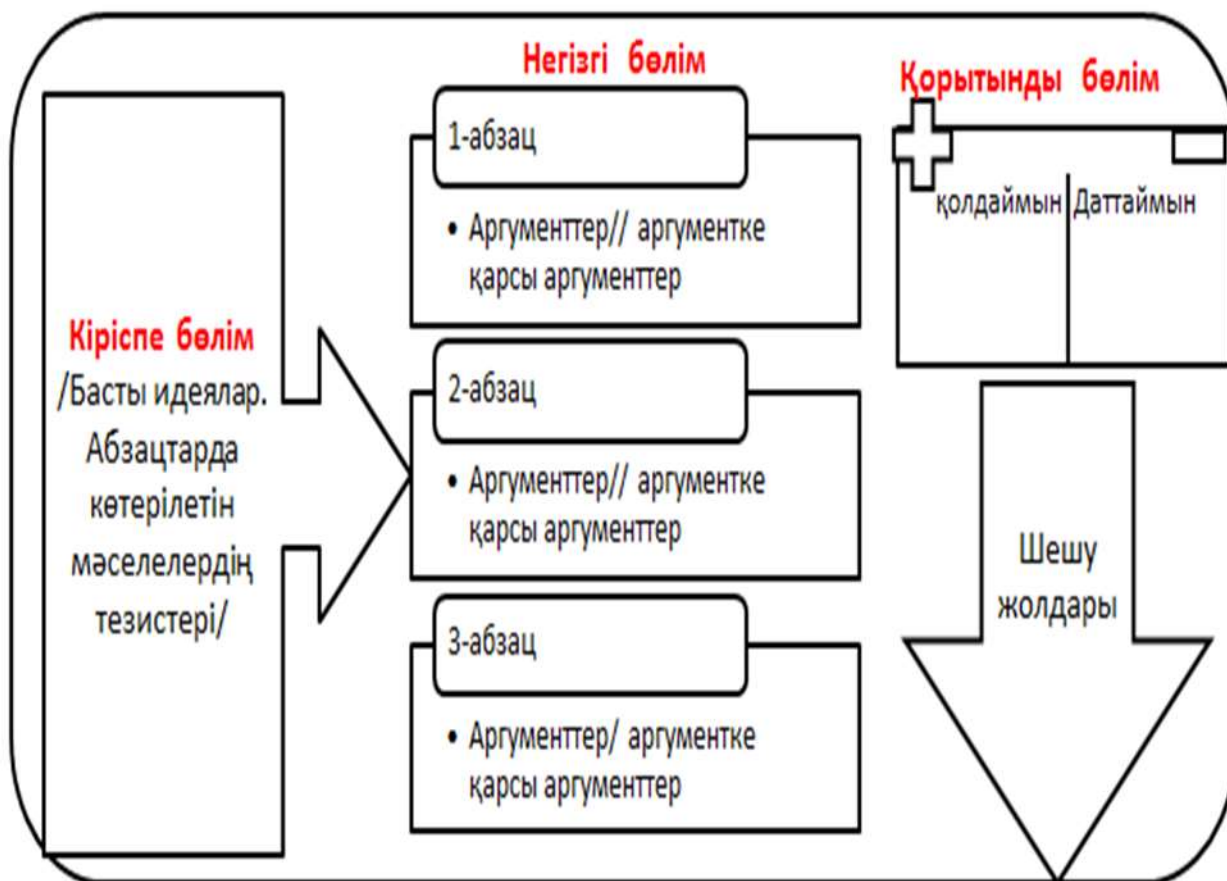 Кіріспе бөлім
/Басты идеялар.
Абзацтарда
көтерілетін
мәселелердің
тезистері/
Негізгі бөлім
1-абзац
• Аргументтер// аргументке
қарсы аргументтер
2-абзац
• Аргументтер// аргументке
қарсы аргументтер
3-абзац
• Аргументтер/ аргументке
қарсы аргументтер
Қорытынды бөлім
қолдаймын Даттаймын
Шешу
жолдары